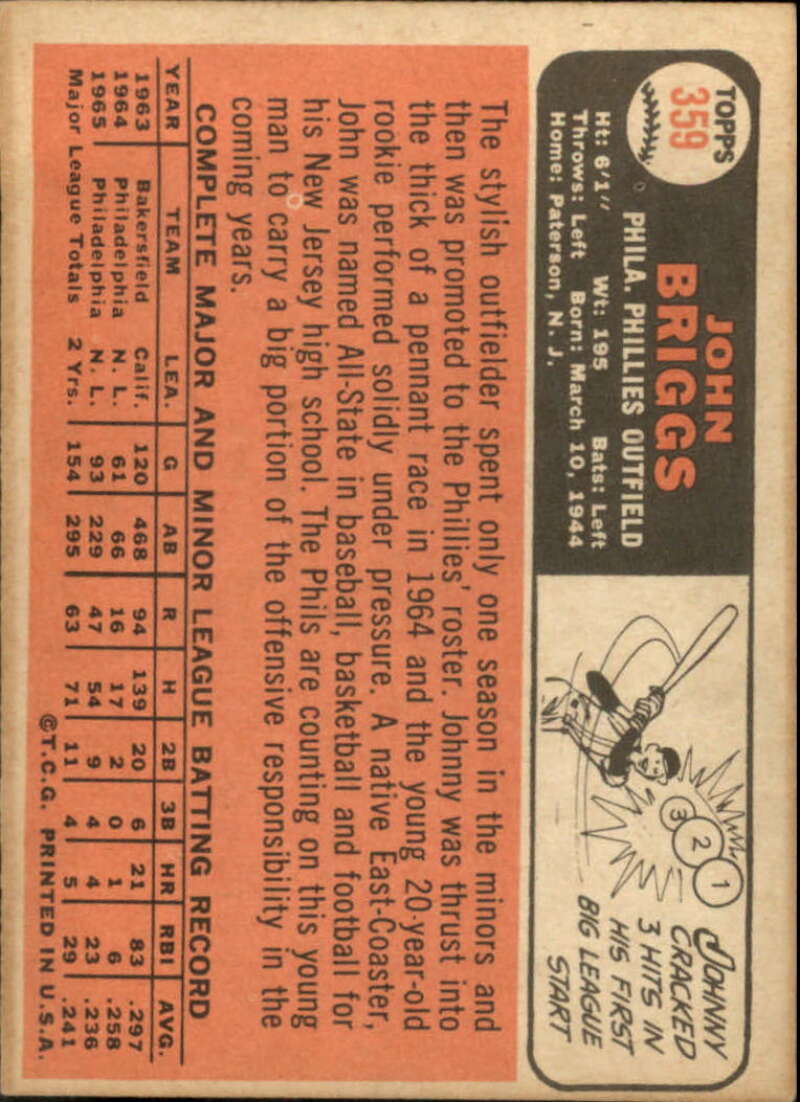 TOPPS
359
JOHN
BRIGGS
PHILA. PHILLIES OUTFIELD
Ht: 6'1" Wt: 195 Bats: Left
Throws: Left Born: March 10, 1944
Home: Paterson, N. J.
1
2
3
JOHNNY
CRACKED
3 HITS IN
HIS FIRST
BIG LEAGUE
START
The stylish outfielder spent only one season in the minors and
then was promoted to the Phillies' roster. Johnny was thrust into
the thick of a pennant race in 1964 and the young 20-year-old
rookie performed solidly under pressure. A native East-Coaster,
John was named All-State in baseball, basketball and football for
his New Jersey high school. The Phils are counting on this young
man to carry a big portion of the offensive responsibility in the
coming years.
COMPLETE MAJOR AND MINOR LEAGUE BATTING RECORD
YEAR TEAM LEA. G AB R H 2B 3B HR RBI AVG.
1963 Bakersfield Calif. 120 468 94 139 20 6 21 83 .297
1964 Philadelphia N. L. 61 66 16 17 2 0 1 6 .258
1965 Philadelphia N. L. 93 229 47 54 9 4 4 23 .236
Major League Totals 2 Yrs. 154 295 63 71 11 4 5 29 .241
©T.C.G. PRINTED IN U.S.A.